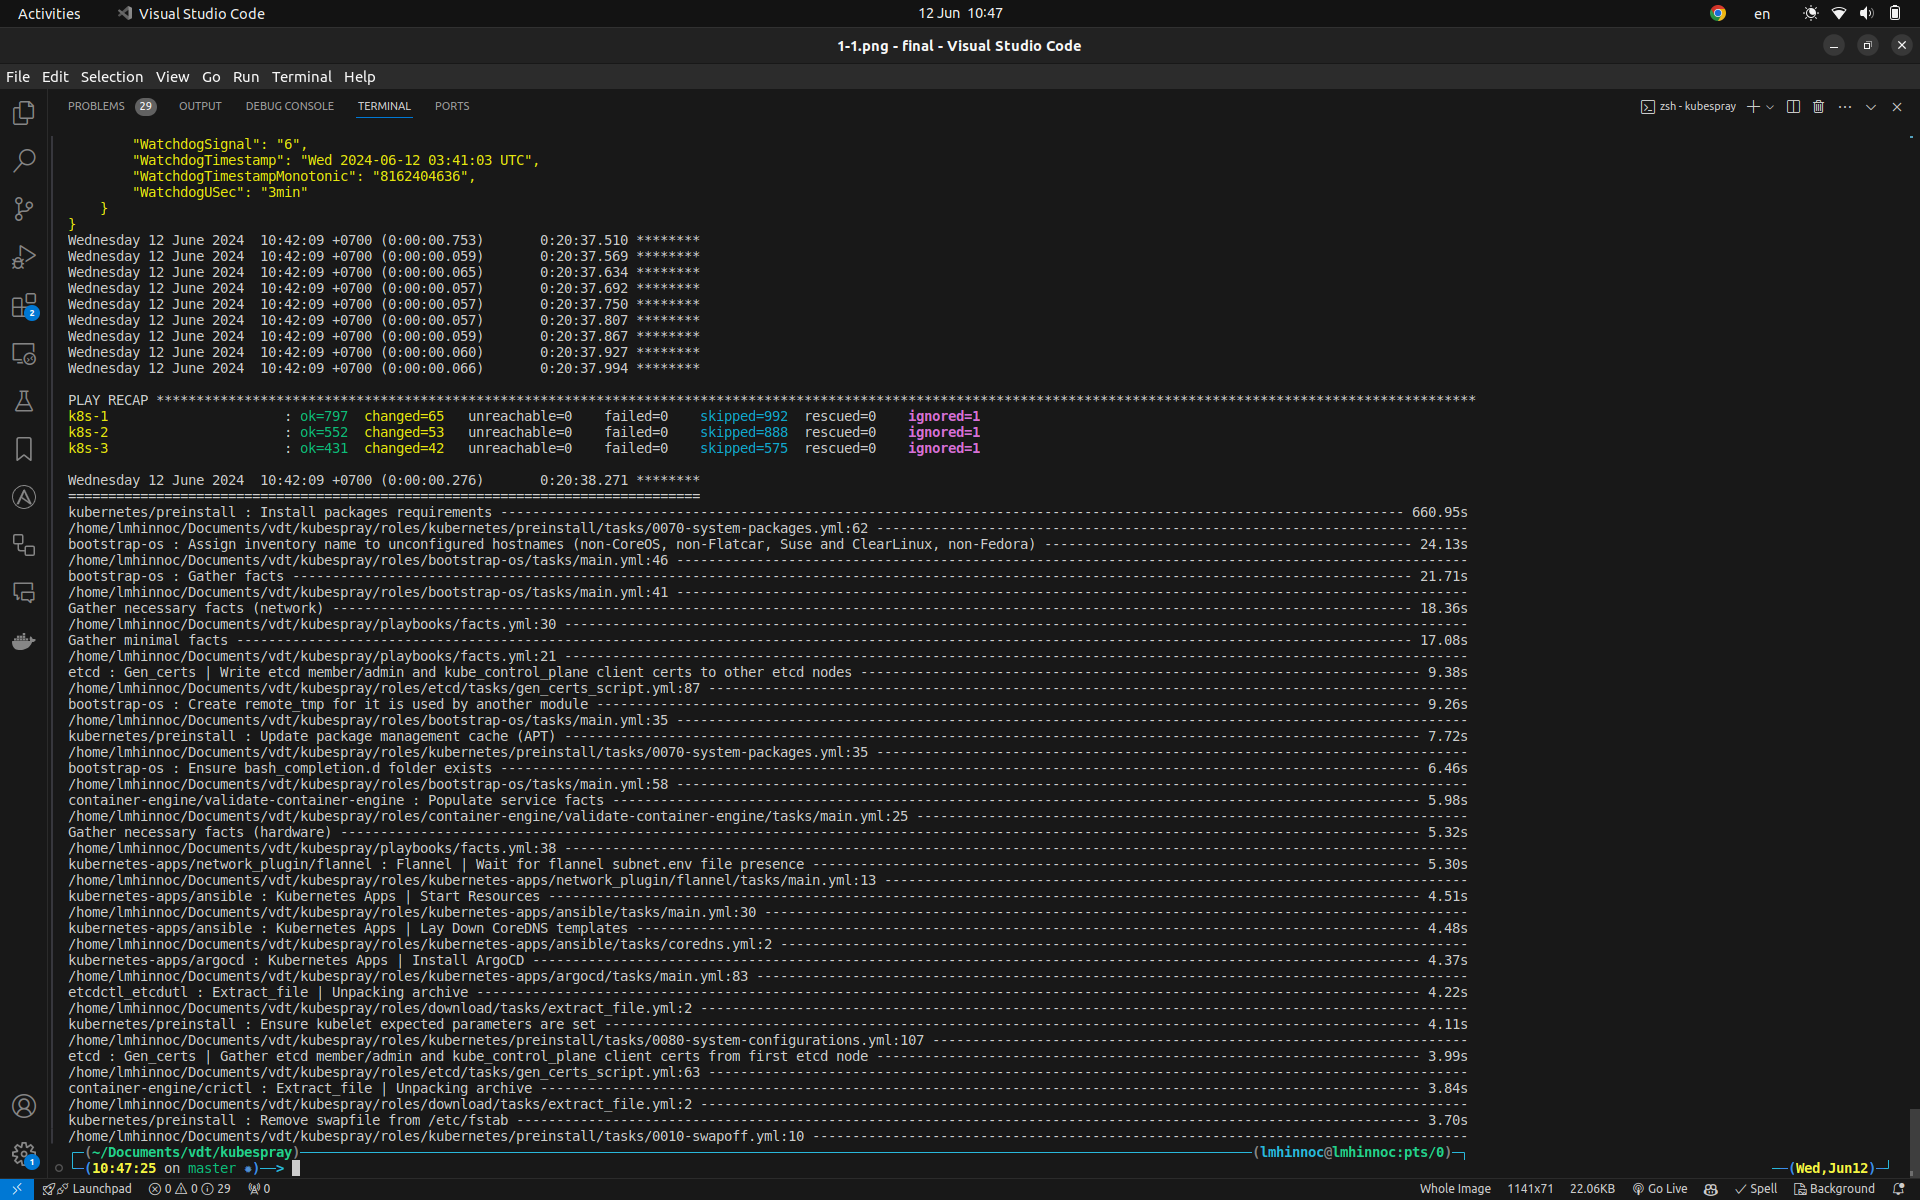 Activities Visual Studio Code 12 Jun 10:47 en
1-1.png - final - Visual Studio Code
File Edit Selection View Go Run Terminal Help
PROBLEMS 29 OUTPUT DEBUG CONSOLE TERMINAL PORTS zsh - kubespray
"WatchdogSignal": "6",
"WatchdogTimestamp": "Wed 2024-06-12 03:41:03 UTC",
"WatchdogTimestampMonotonic": "8162404636",
"WatchdogUSec": "3min"
}
}
Wednesday 12 June 2024 10:42:09 +0700 (0:00:00.753) 0:20:37.510 ********
Wednesday 12 June 2024 10:42:09 +0700 (0:00:00.059) 0:20:37.569 ********
Wednesday 12 June 2024 10:42:09 +0700 (0:00:00.065) 0:20:37.634 ********
Wednesday 12 June 2024 10:42:09 +0700 (0:00:00.057) 0:20:37.692 ********
Wednesday 12 June 2024 10:42:09 +0700 (0:00:00.057) 0:20:37.750 ********
Wednesday 12 June 2024 10:42:09 +0700 (0:00:00.057) 0:20:37.807 ********
Wednesday 12 June 2024 10:42:09 +0700 (0:00:00.059) 0:20:37.867 ********
Wednesday 12 June 2024 10:42:09 +0700 (0:00:00.060) 0:20:37.927 ********
Wednesday 12 June 2024 10:42:09 +0700 (0:00:00.066) 0:20:37.994 ********
PLAY RECAP *********************************************************************************************************************************************************************
k8s-1 : ok=797 changed=65 unreachable=0 failed=0 skipped=992 rescued=0 ignored=1
k8s-2 : ok=552 changed=53 unreachable=0 failed=0 skipped=888 rescued=0 ignored=1
k8s-3 : ok=431 changed=42 unreachable=0 failed=0 skipped=575 rescued=0 ignored=1
Wednesday 12 June 2024 10:42:09 +0700 (0:00:00.276) 0:20:38.271 ********
===============================================================================
kubernetes/preinstall : Install packages requirements --- 660.95s
/home/lmhinnoc/Documents/vdt/kubespray/roles/kubernetes/preinstall/tasks/0070-system-packages.yml:62 ---
bootstrap-os : Assign inventory name to unconfigured hostnames (non-CoreOS, non-Flatcar, Suse and ClearLinux, non-Fedora) --- 24.13s
/home/lmhinnoc/Documents/vdt/kubespray/roles/bootstrap-os/tasks/main.yml:46 ---
bootstrap-os : Gather facts --- 21.71s
/home/lmhinnoc/Documents/vdt/kubespray/roles/bootstrap-os/tasks/main.yml:41 ---
Gather necessary facts (network) --- 18.36s
/home/lmhinnoc/Documents/vdt/kubespray/playbooks/facts.yml:30 ---
Gather minimal facts --- 17.08s
/home/lmhinnoc/Documents/vdt/kubespray/playbooks/facts.yml:21 ---
etcd : Gen_certs | Write etcd member/admin and kube_control_plane client certs to other etcd nodes --- 9.38s
/home/lmhinnoc/Documents/vdt/kubespray/roles/etcd/tasks/gen_certs_script.yml:87 ---
bootstrap-os : Create remote_tmp for it is used by another module --- 9.26s
/home/lmhinnoc/Documents/vdt/kubespray/roles/bootstrap-os/tasks/main.yml:35 ---
kubernetes/preinstall : Update package management cache (APT) --- 7.72s
/home/lmhinnoc/Documents/vdt/kubespray/roles/kubernetes/preinstall/tasks/0070-system-packages.yml:35 ---
bootstrap-os : Ensure bash_completion.d folder exists --- 6.46s
/home/lmhinnoc/Documents/vdt/kubespray/roles/bootstrap-os/tasks/main.yml:58 ---
container-engine/validate-container-engine : Populate service facts --- 5.98s
/home/lmhinnoc/Documents/vdt/kubespray/roles/container-engine/validate-container-engine/tasks/main.yml:25 ---
Gather necessary facts (hardware) --- 5.32s
/home/lmhinnoc/Documents/vdt/kubespray/playbooks/facts.yml:38 ---
kubernetes-apps/network_plugin/flannel : Flannel | Wait for flannel subnet.env file presence --- 5.30s
/home/lmhinnoc/Documents/vdt/kubespray/roles/kubernetes-apps/network_plugin/flannel/tasks/main.yml:13 ---
kubernetes-apps/ansible : Kubernetes Apps | Start Resources --- 4.51s
/home/lmhinnoc/Documents/vdt/kubespray/roles/kubernetes-apps/ansible/tasks/main.yml:30 ---
kubernetes-apps/ansible : Kubernetes Apps | Lay Down CoreDNS templates --- 4.48s
/home/lmhinnoc/Documents/vdt/kubespray/roles/kubernetes-apps/ansible/tasks/coredns.yml:2 ---
kubernetes-apps/argocd : Kubernetes Apps | Install ArgoCD --- 4.37s
/home/lmhinnoc/Documents/vdt/kubespray/roles/kubernetes-apps/argocd/tasks/main.yml:83 ---
etcdctl_etcdutl : Extract_file | Unpacking archive --- 4.22s
/home/lmhinnoc/Documents/vdt/kubespray/roles/download/tasks/extract_file.yml:2 ---
kubernetes/preinstall : Ensure kubelet expected parameters are set --- 4.11s
/home/lmhinnoc/Documents/vdt/kubespray/roles/kubernetes/preinstall/tasks/0080-system-configurations.yml:107 ---
etcd : Gen_certs | Gather etcd member/admin and kube_control_plane client certs from first etcd node --- 3.99s
/home/lmhinnoc/Documents/vdt/kubespray/roles/etcd/tasks/gen_certs_script.yml:63 ---
container-engine/crictl : Extract_file | Unpacking archive --- 3.84s
/home/lmhinnoc/Documents/vdt/kubespray/roles/download/tasks/extract_file.yml:2 ---
kubernetes/preinstall : Remove swapfile from /etc/fstab --- 3.70s
/home/lmhinnoc/Documents/vdt/kubespray/roles/kubernetes/preinstall/tasks/0010-swapoff.yml:10 ---
(~/Documents/vdt/kubespray) (lmhinnoc@lmhinnoc:pts/0)
(10:47:25 on master ●)──> (Wed,Jun12)
2
1
Launchpad 0 0 29 0 Whole Image 1141x71 22.06KB Go Live Spell Background